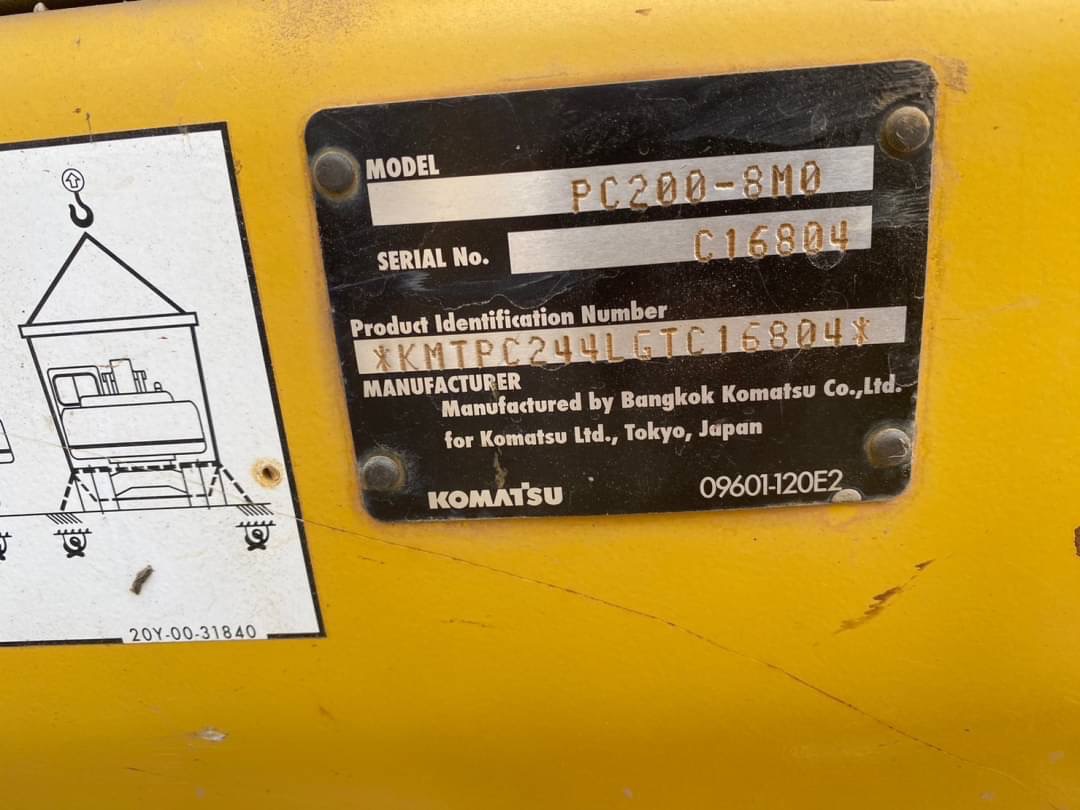 MODEL
PC200-8M0
SERIAL No.
C16804
Product Identification Number
*KMTPC244LGTC16804*
MANUFACTURER
Manufactured by Bangkok Komatsu Co.,Ltd.
for Komatsu Ltd., Tokyo, Japan
KOMATSU
09601-120E2
20Y-00-31840